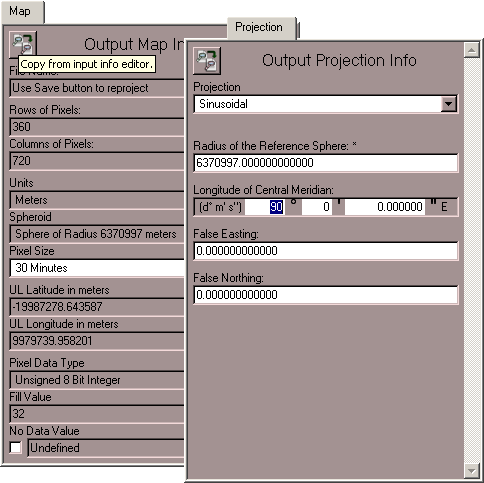 Map
Output Map In
Copy from input info editor.
File Name:
Use Save button to reproject
Rows of Pixels:
360
Columns of Pixels:
720
Units
Meters
Spheroid
Sphere of Radius 6370997 meters
Pixel Size
30 Minutes
UL Latitude in meters
-19987278.643587
UL Longitude in meters
9979739.958201
Pixel Data Type
Unsigned 8 Bit Integer
Fill Value
32
No Data Value
Undefined
Projection
Output Projection Info
Projection
Sinusoidal
Radius of the Reference Sphere: *
6370997.000000000000
Longitude of Central Meridian:
(d° m' s") 90 ° 0 ' 0.000000 " E
False Easting:
0.000000000000
False Northing:
0.000000000000